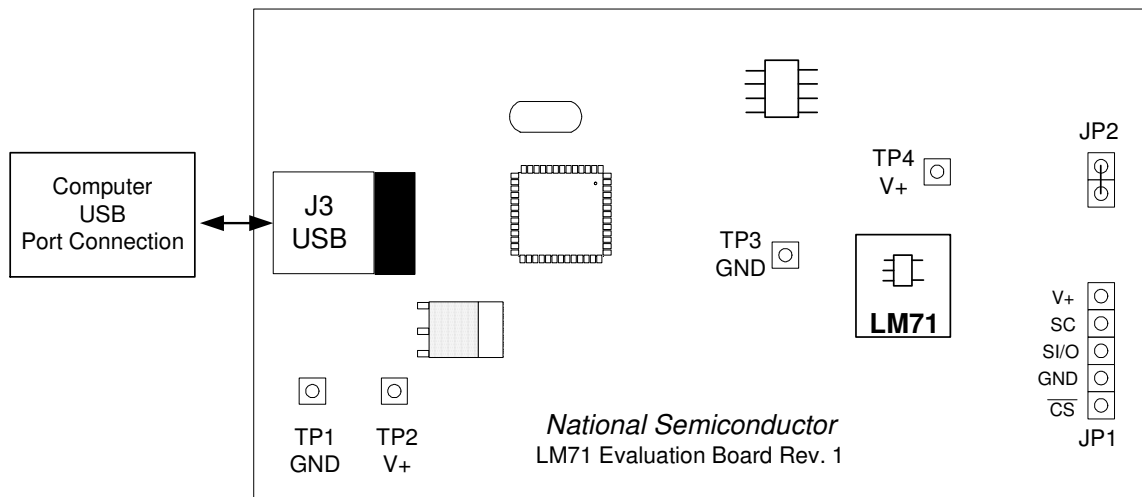 Computer
USB
Port Connection
J3
USB
TP4
V+
JP2
TP3
GND
LM71
V+
SC
SI/O
GND
C̅S̅
JP1
TP1
GND
TP2
V+
National Semiconductor
LM71 Evaluation Board Rev. 1